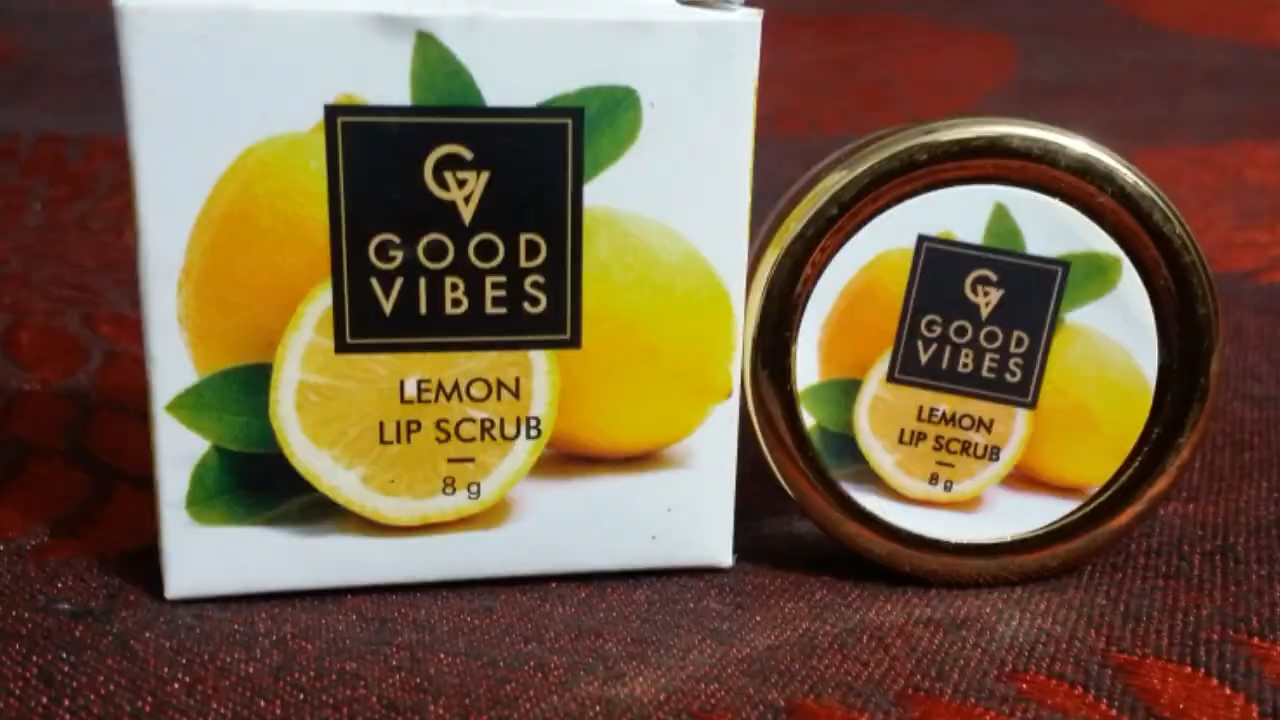 GV
GOOD
VIBES
LEMON
LIP SCRUB
8 g
GV
GOOD
VIBES
LEMON
LIP SCRUB
8 g